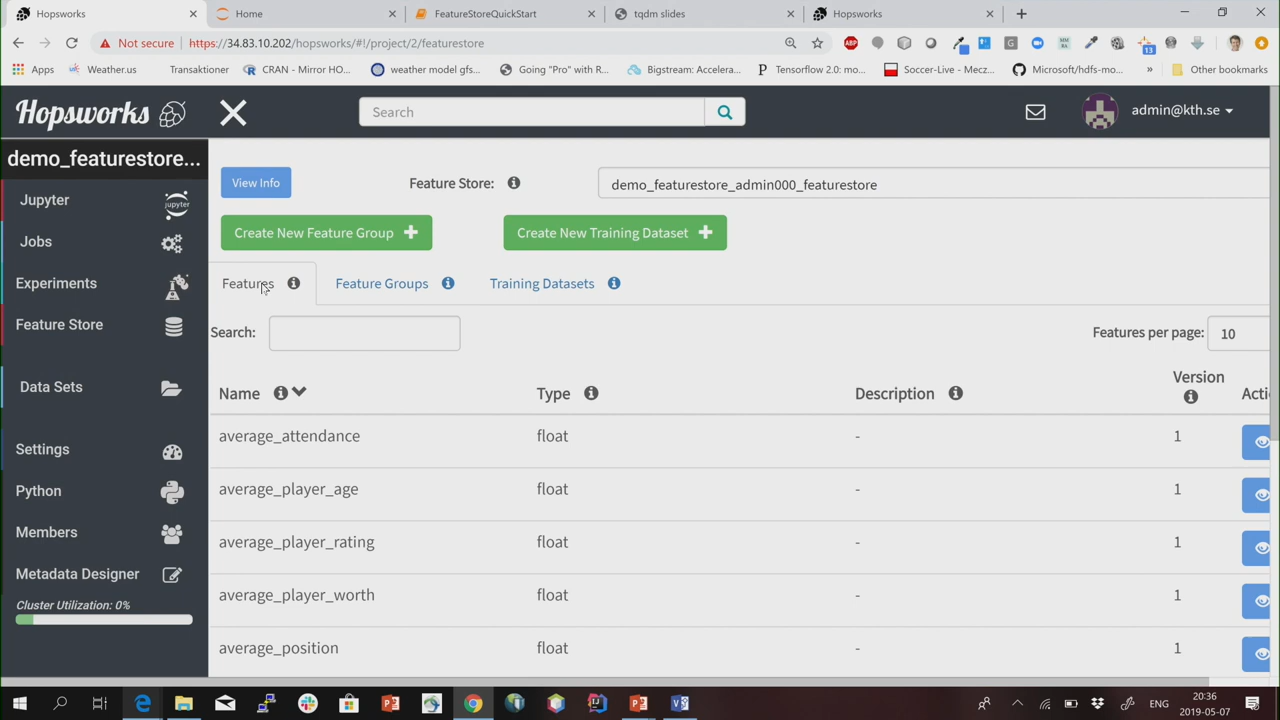 Hopsworks
Home
FeatureStoreQuickStart
tqdm slides
Hopsworks
Not secure
https://34.83.10.202/hopsworks/#!/project/2/featurestore
Apps
Weather.us
Transaktioner
CRAN - Mirror HO...
weather model gfs...
Going "Pro" with R...
Bigstream: Accelera...
Tensorflow 2.0: mo...
Soccer-Live - Mecz...
Microsoft/hdfs-mo...
»
Other bookmarks
Hopsworks
Search
admin@kth.se
demo_featurestore...
View Info
Feature Store:
demo_featurestore_admin000_featurestore
Jupyter
Jobs
Experiments
Feature Store
Data Sets
Settings
Python
Members
Metadata Designer
Cluster Utilization: 0%
Create New Feature Group
Create New Training Dataset
Features
Feature Groups
Training Datasets
Search:
Features per page:
10
Name
Type
Description
Version
Acti
average_attendance float - 1
average_player_age float - 1
average_player_rating float - 1
average_player_worth float - 1
average_position float - 1
ENG
20:36
2019-05-07